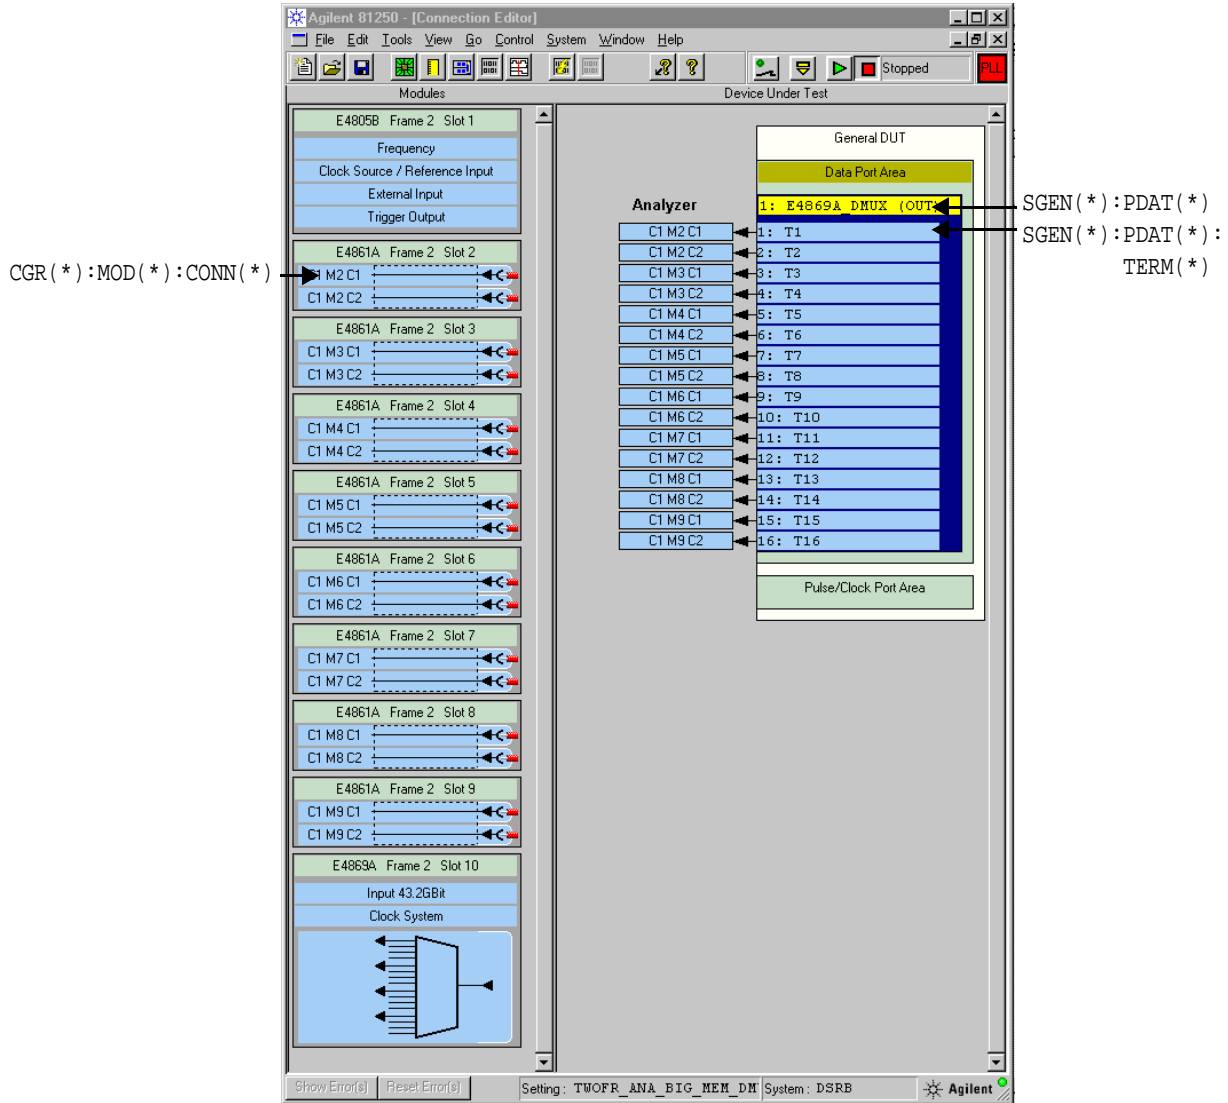 Agilent 81250 - [Connection Editor]
File Edit Tools View Go Control System Window Help
Stopped
PLL
Modules
Device Under Test
E4805B Frame 2 Slot 1
Frequency
Clock Source / Reference Input
External Input
Trigger Output
E4861A Frame 2 Slot 2
C1 M2 C1
C1 M2 C2
E4861A Frame 2 Slot 3
C1 M3 C1
C1 M3 C2
E4861A Frame 2 Slot 4
C1 M4 C1
C1 M4 C2
E4861A Frame 2 Slot 5
C1 M5 C1
C1 M5 C2
E4861A Frame 2 Slot 6
C1 M6 C1
C1 M6 C2
E4861A Frame 2 Slot 7
C1 M7 C1
C1 M7 C2
E4861A Frame 2 Slot 8
C1 M8 C1
C1 M8 C2
E4861A Frame 2 Slot 9
C1 M9 C1
C1 M9 C2
E4869A Frame 2 Slot 10
Input 43.2GBit
Clock System
CGR(*):MOD(*):CONN(*)
General DUT
Data Port Area
Analyzer
1: E4869A_DMUX (OUT)
C1 M2 C1 1: T1
C1 M2 C2 2: T2
C1 M3 C1 3: T3
C1 M3 C2 4: T4
C1 M4 C1 5: T5
C1 M4 C2 6: T6
C1 M5 C1 7: T7
C1 M5 C2 8: T8
C1 M6 C1 9: T9
C1 M6 C2 10: T10
C1 M7 C1 11: T11
C1 M7 C2 12: T12
C1 M8 C1 13: T13
C1 M8 C2 14: T14
C1 M9 C1 15: T15
C1 M9 C2 16: T16
Pulse/Clock Port Area
SGEN(*):PDAT(*)
SGEN(*):PDAT(*):
TERM(*)
Show Error(s) Reset Error(s) Setting: TWOFR_ANA_BIG_MEM_DM System: DSRB Agilent